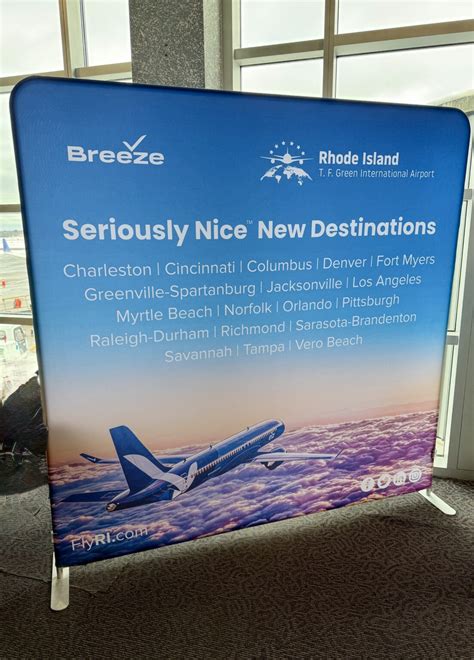 Breeze
Rhode Island
T. F. Green International Airport
Seriously Nice™ New Destinations
Charleston | Cincinnati | Columbus | Denver | Fort Myers
Greenville-Spartanburg | Jacksonville | Los Angeles
Myrtle Beach | Norfolk | Orlando | Pittsburgh
Raleigh-Durham | Richmond | Sarasota-Brandenton
Savannah | Tampa | Vero Beach
FlyRI.com